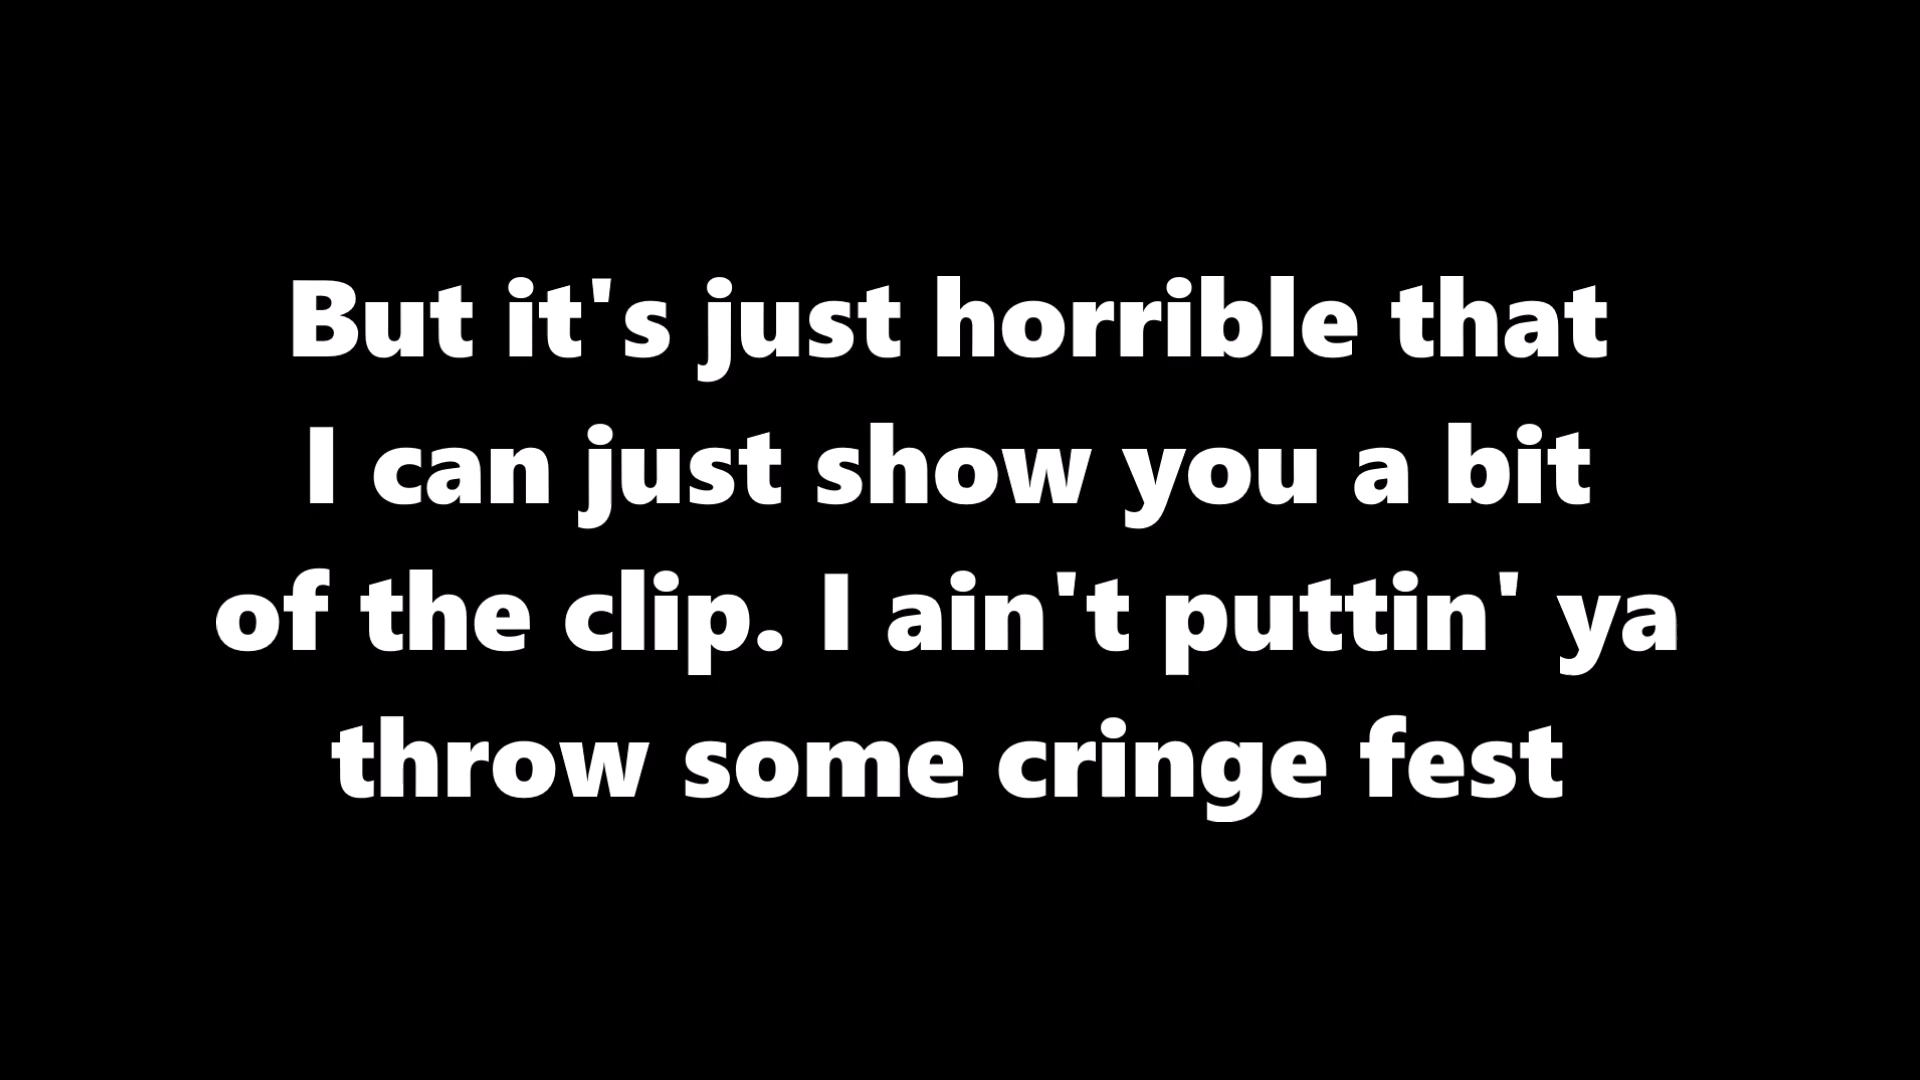 But it's just horrible that
I can just show you a bit
of the clip. I ain't puttin' ya
throw some cringe fest